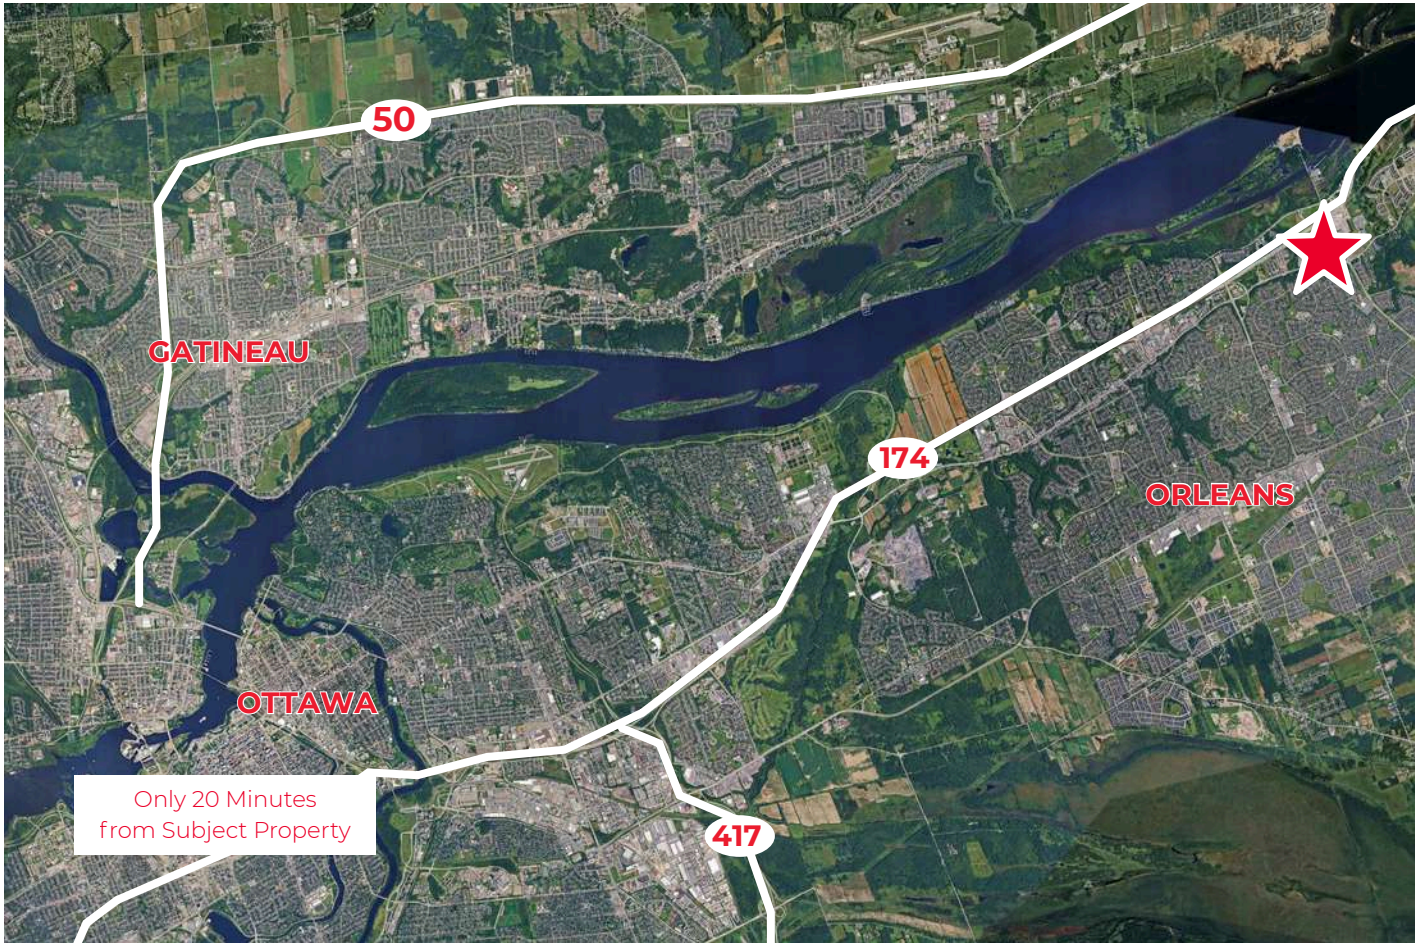 50
GATINEAU
174
ORLEANS
OTTAWA
Only 20 Minutes
from Subject Property
417